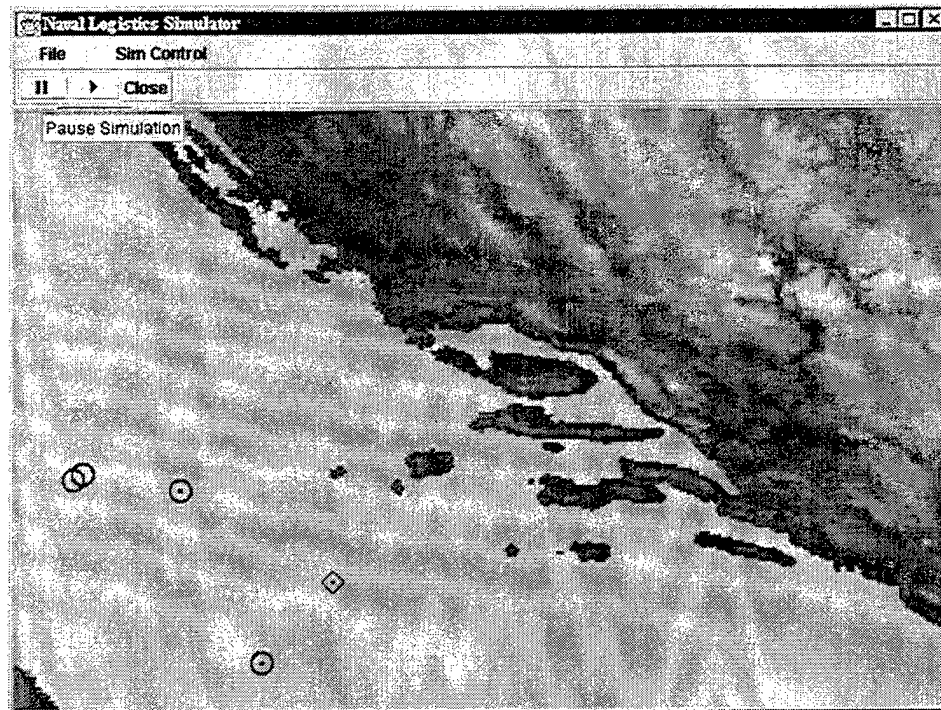 Naval Logistics Simulator
File Sim Control
Close
Pause Simulation